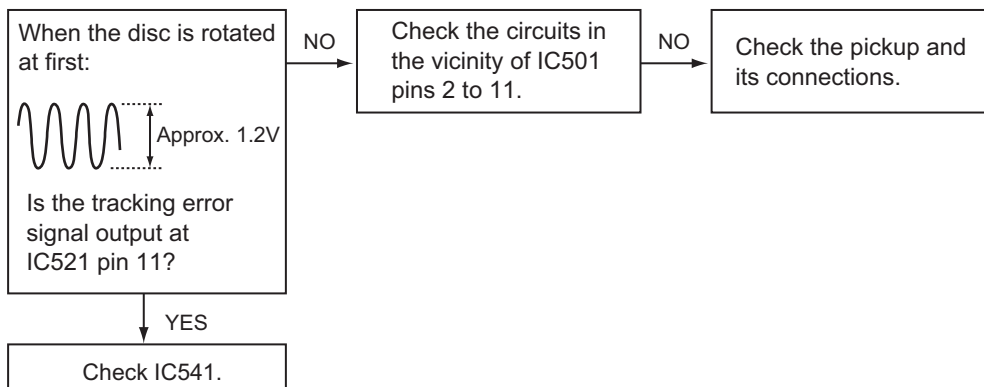 When the disc is rotated
at first:
Approx. 1.2V
Is the tracking error
signal output at
IC521 pin 11?
NO
Check the circuits in
the vicinity of IC501
pins 2 to 11.
NO
Check the pickup and
its connections.
YES
Check IC541.